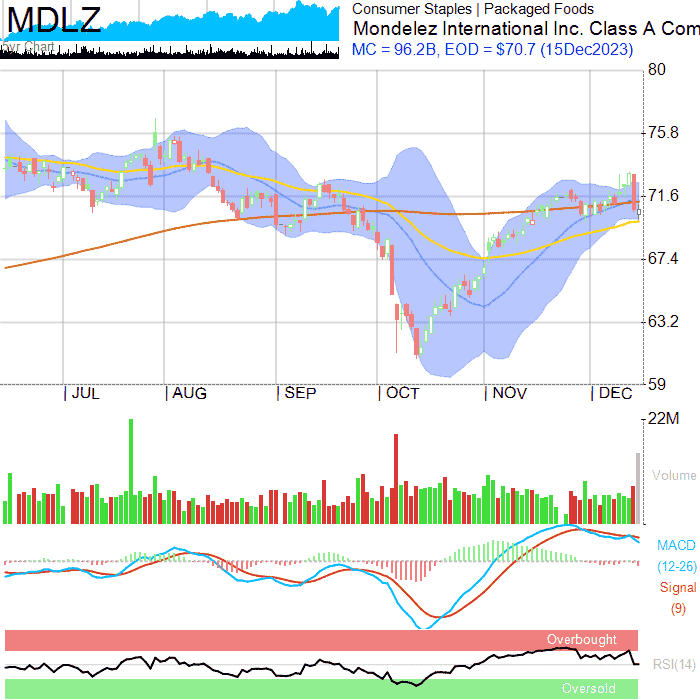 MDLZ
Consumer Staples | Packaged Foods
Mondelez International Inc. Class A Com
MC = 96.2B, EOD = $70.7 (15Dec2023)
Chart
80
75.8
71.6
67.4
63.2
59
JUL
AUG
SEP
OCT
NOV
DEC
22M
Volume
MACD
(12-26)
Signal
(9)
Overbought
RSI(14)
Oversold